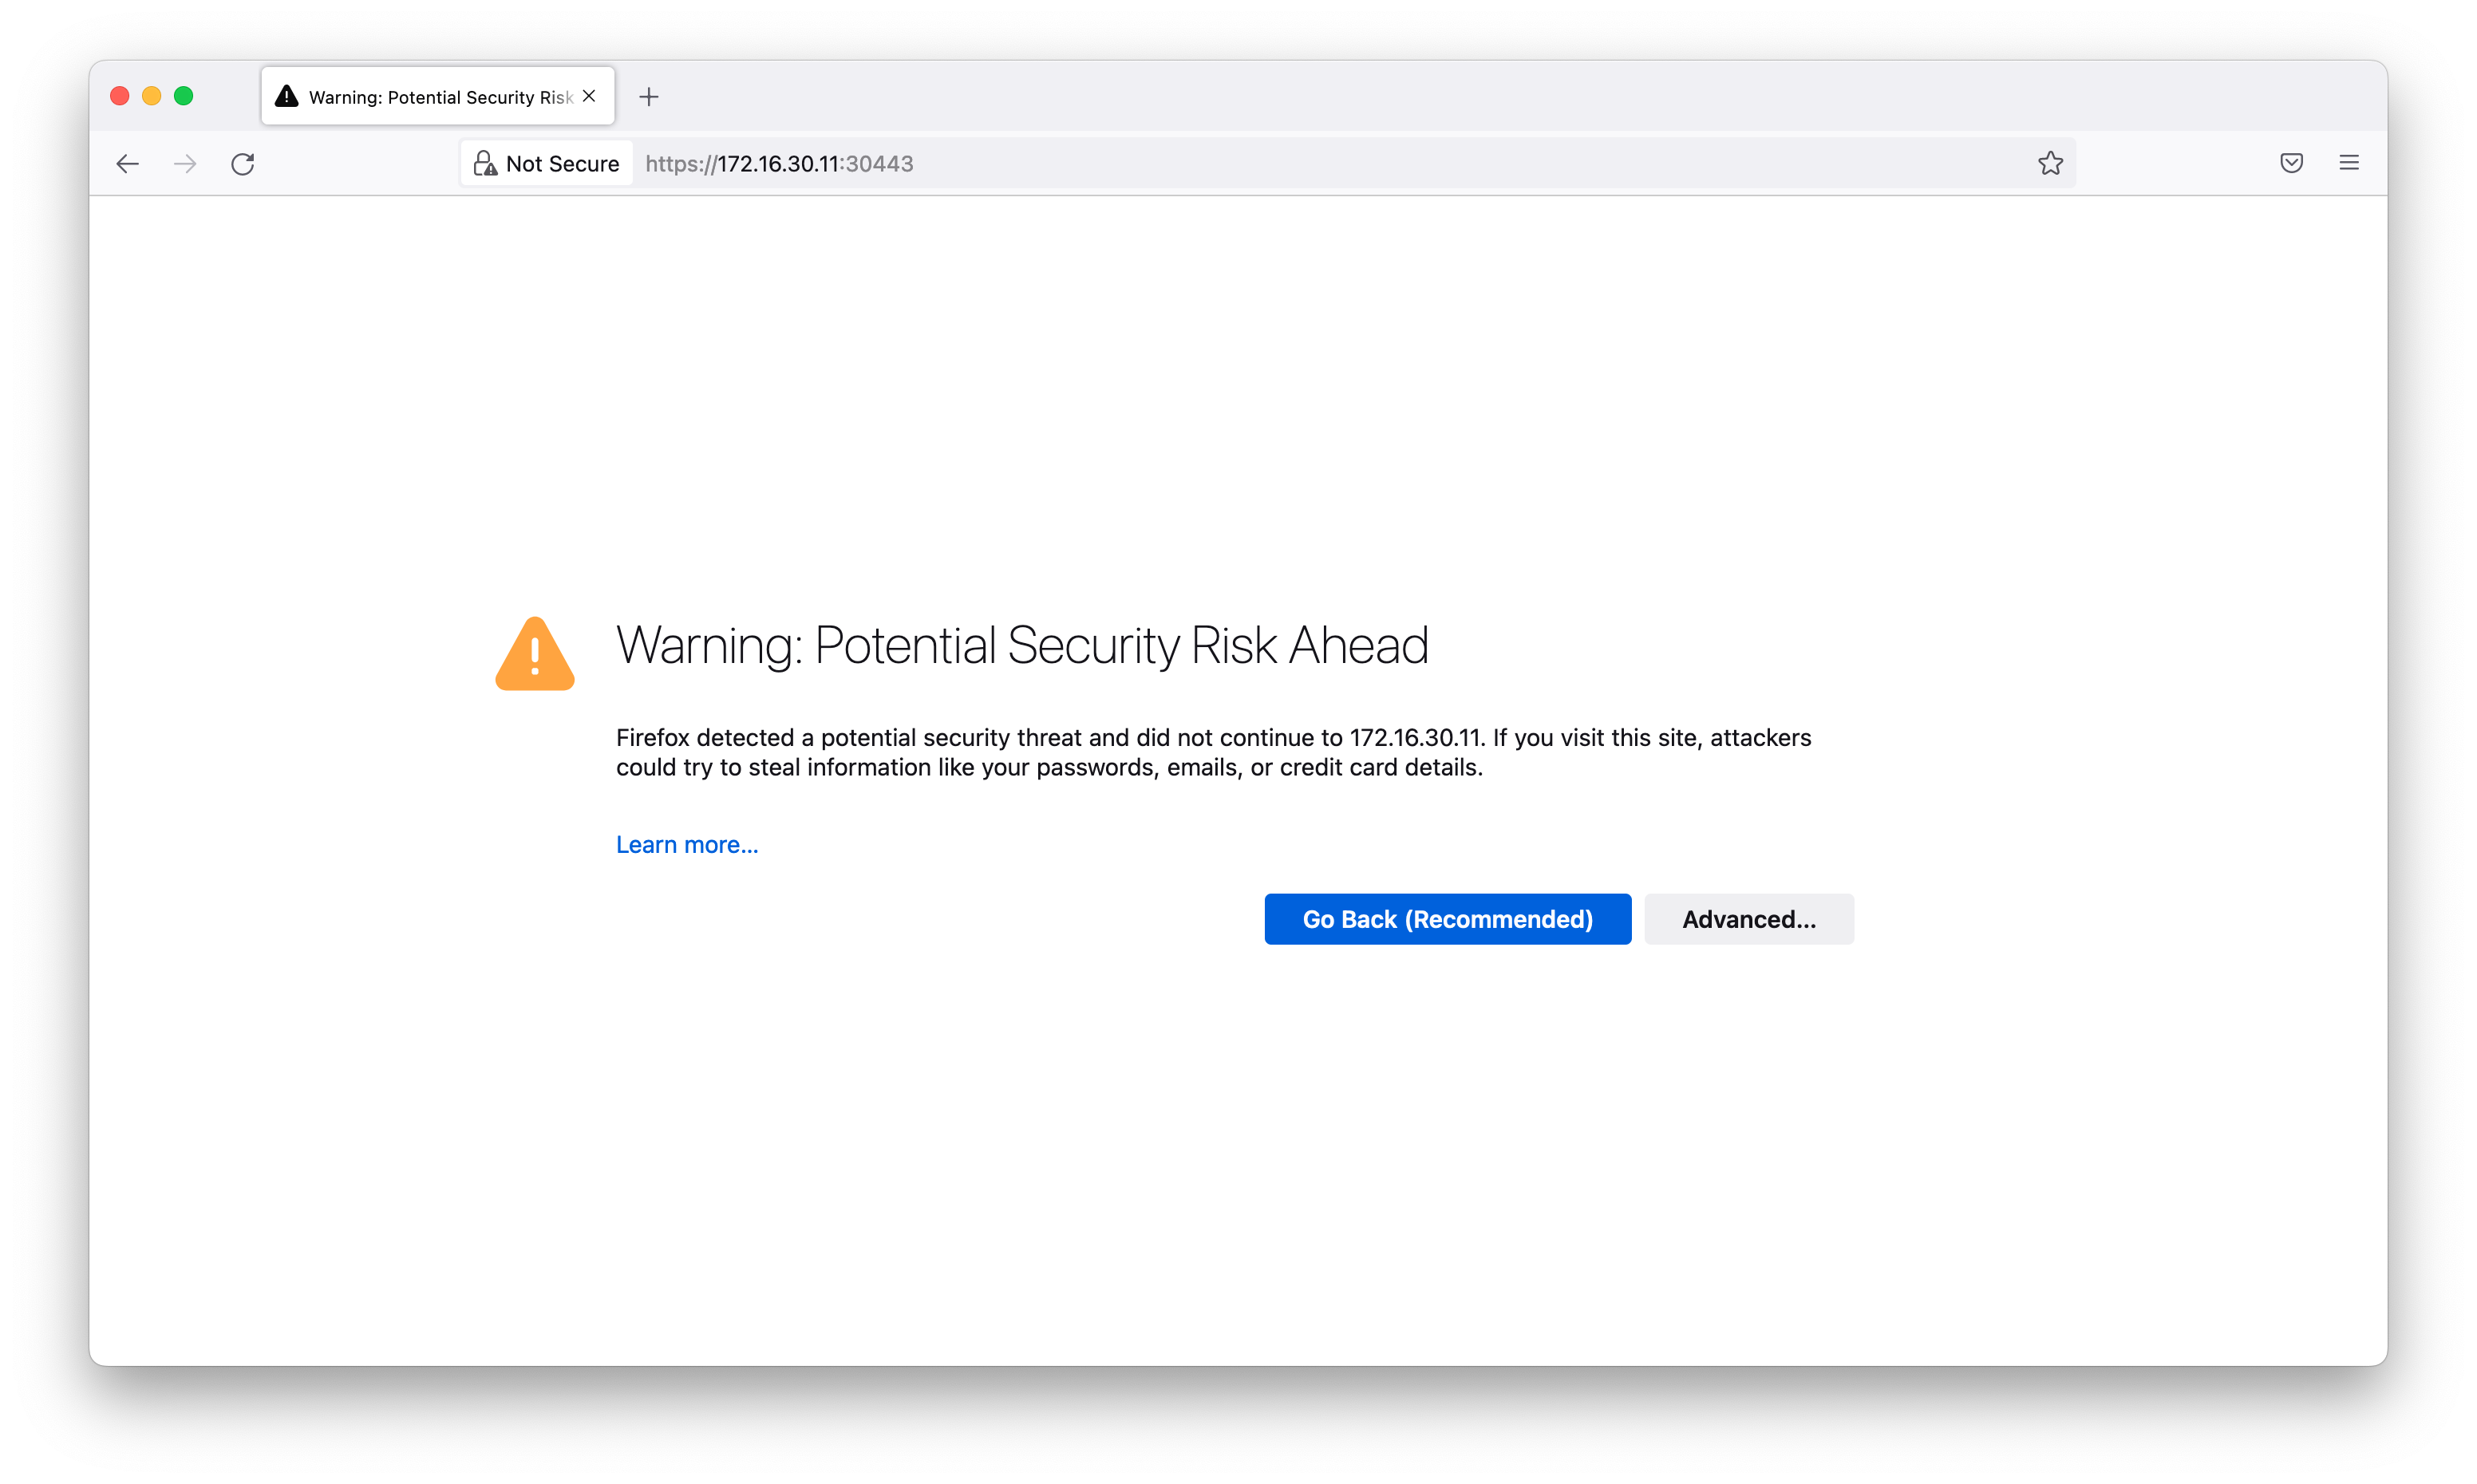 Warning: Potential Security Risk
Not Secure https://172.16.30.11:30443
Warning: Potential Security Risk Ahead
Firefox detected a potential security threat and did not continue to 172.16.30.11. If you visit this site, attackers
could try to steal information like your passwords, emails, or credit card details.
Learn more…
Go Back (Recommended) Advanced…